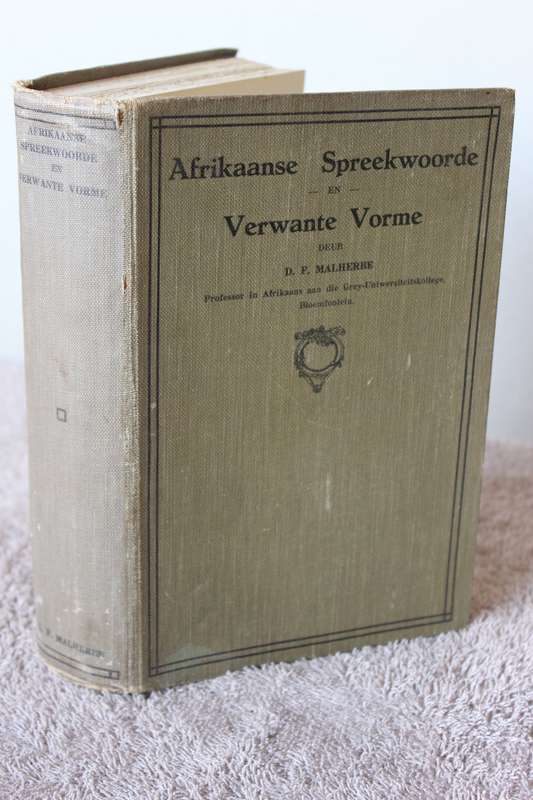 AFRIKAANSE
SPREEKWOORDE
EN
VERWANTE VORME
F. MALHERBE
Afrikaanse Spreekwoorde
— EN —
Verwante Vorme
DEUR
D. F. MALHERBE
Professor in Afrikaans aan die Grey-Uniwersiteitskollege,
Bloemfontein.